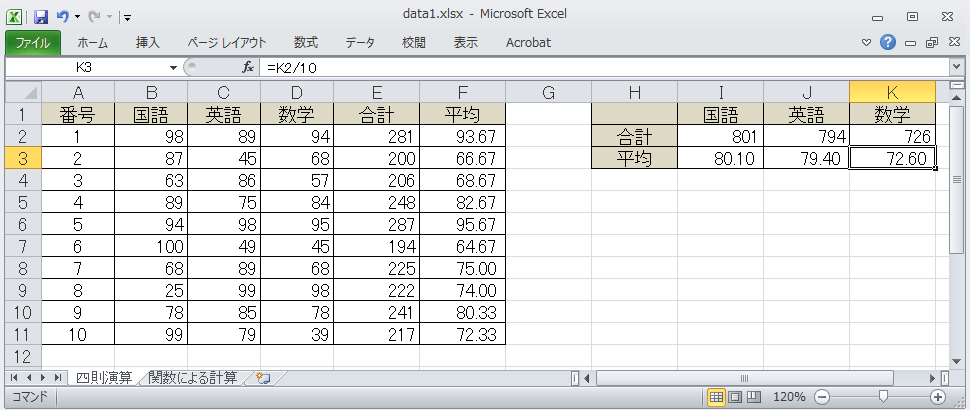 data1.xlsx - Microsoft Excel
ファイル ホーム 挿入 ページ レイアウト 数式 データ 校閲 表示 Acrobat
K3 fx =K2/10
A B C D E F G H I J K
1 番号 国語 英語 数学 合計 平均 国語 英語 数学
2 1 98 89 94 281 93.67 合計 801 794 726
3 2 87 45 68 200 66.67 平均 80.10 79.40 72.60
4 3 63 86 57 206 68.67
5 4 89 75 84 248 82.67
6 5 94 98 95 287 95.67
7 6 100 49 45 194 64.67
8 7 68 89 68 225 75.00
9 8 25 99 98 222 74.00
10 9 78 85 78 241 80.33
11 10 99 79 39 217 72.33
12
四則演算 関数による計算
コマンド 120%